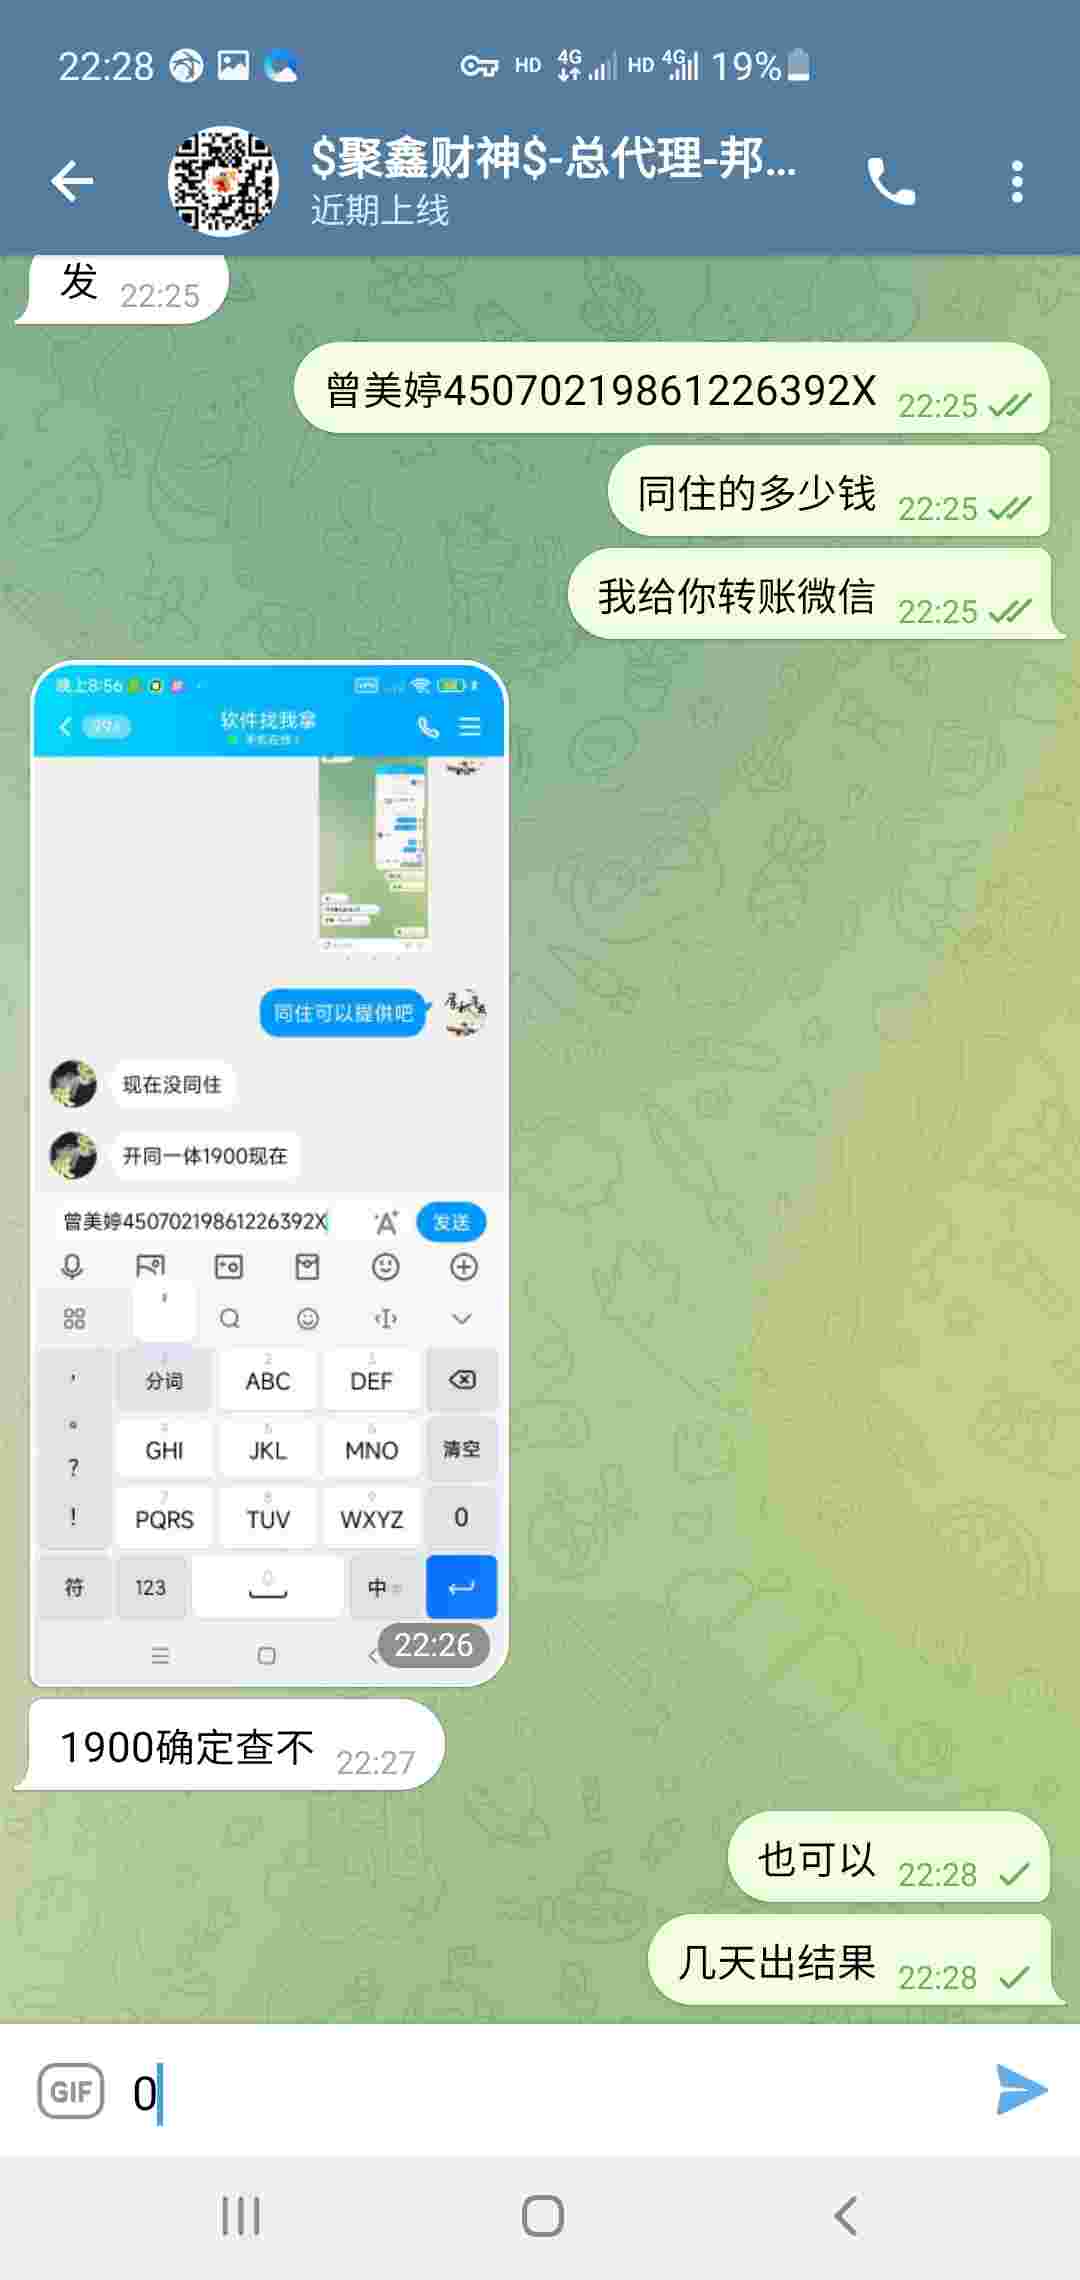 22:28
HD 4G HD 4G 19%
$聚鑫财神$-总代理-邦...
近期上线
发 22:25
曾美婷45070219861226392X 22:25
同住的多少钱 22:25
我给你转账微信 22:25
晚上8:56
软件找我拿
手机在线
同住可以提供吧
现在没同住
开同一体1900现在
曾美婷45070219861226392X 发送
分词 ABC DEF
GHI JKL MNO 清空
PQRS TUV WXYZ 0
符 123 中
22:26
1900确定查不 22:27
也可以 22:28
几天出结果 22:28
GIF 0